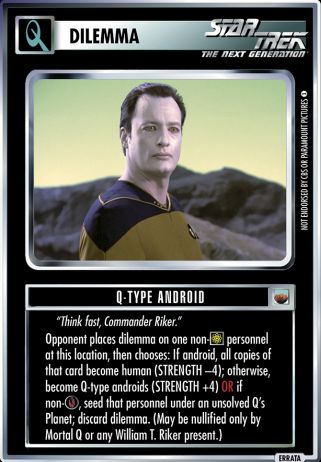 Q DILEMMA
STAR TREK
THE NEXT GENERATION®
NOT ENDORSED BY CBS OR PARAMOUNT PICTURES
Q-TYPE ANDROID
"Think fast, Commander Riker."
Opponent places dilemma on one non- personnel
at this location, then chooses: If android, all copies of
that card become human (STRENGTH –4); otherwise,
become Q-type androids (STRENGTH +4) OR if
non- , seed that personnel under an unsolved Q's
Planet; discard dilemma. (May be nullified only by
Mortal Q or any William T. Riker present.)
ERRATA